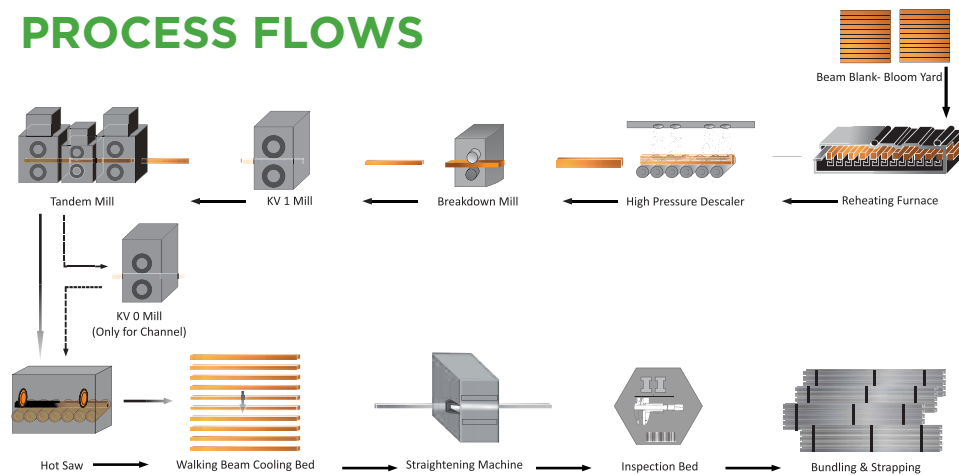 PROCESS FLOWS
Beam Blank- Bloom Yard
Tandem Mill
KV 1 Mill
Breakdown Mill
High Pressure Descaler
Reheating Furnace
KV 0 Mill
(Only for Channel)
Hot Saw
Walking Beam Cooling Bed
Straightening Machine
Inspection Bed
Bundling & Strapping